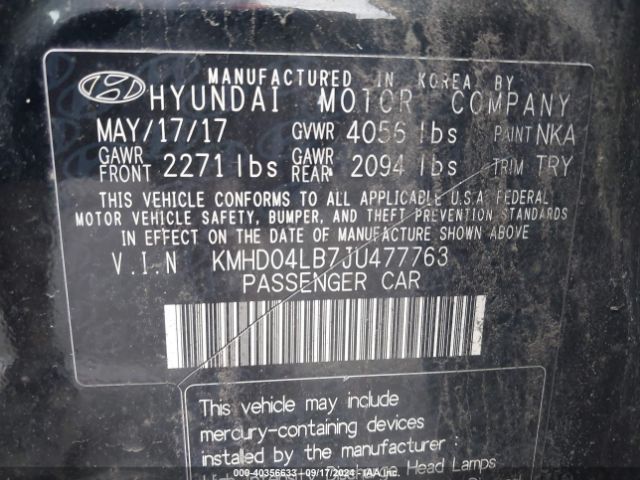 MANUFACTURED IN KOREA BY
HYUNDAI MOTOR COMPANY
MAY/17/17 GVWR 4056 lbs PAINT NKA
GAWR FRONT 2271 lbs GAWR REAR 2094 lbs TRIM TRY
THIS VEHICLE CONFORMS TO ALL APPLICABLE U.S.A. FEDERAL
MOTOR VEHICLE SAFETY, BUMPER, AND THEFT PREVENTION STANDARDS
IN EFFECT ON THE DATE OF MANUFACTURE SHOWN ABOVE.
V.I.N KMHD04LB7JU477763
PASSENGER CAR
This vehicle may include
mercury-containing devices
installed by the manufacturer :
Head Lamps
000-40356633 - 09/17/2024 - IAA Inc.